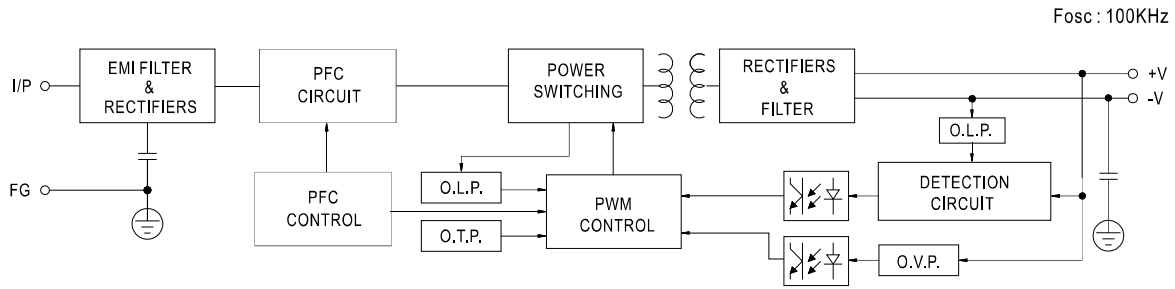 Fosc : 100KHz
I/P
EMI FILTER
&
RECTIFIERS
PFC
CIRCUIT
POWER
SWITCHING
RECTIFIERS
&
FILTER
+V
-V
O.L.P.
FG
PFC
CONTROL
O.L.P.
O.T.P.
PWM
CONTROL
DETECTION
CIRCUIT
O.V.P.